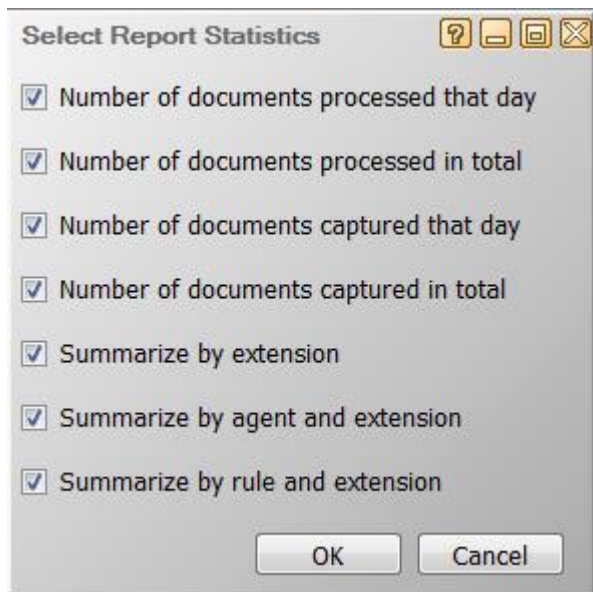 Select Report Statistics
Number of documents processed that day
Number of documents processed in total
Number of documents captured that day
Number of documents captured in total
Summarize by extension
Summarize by agent and extension
Summarize by rule and extension
OK Cancel